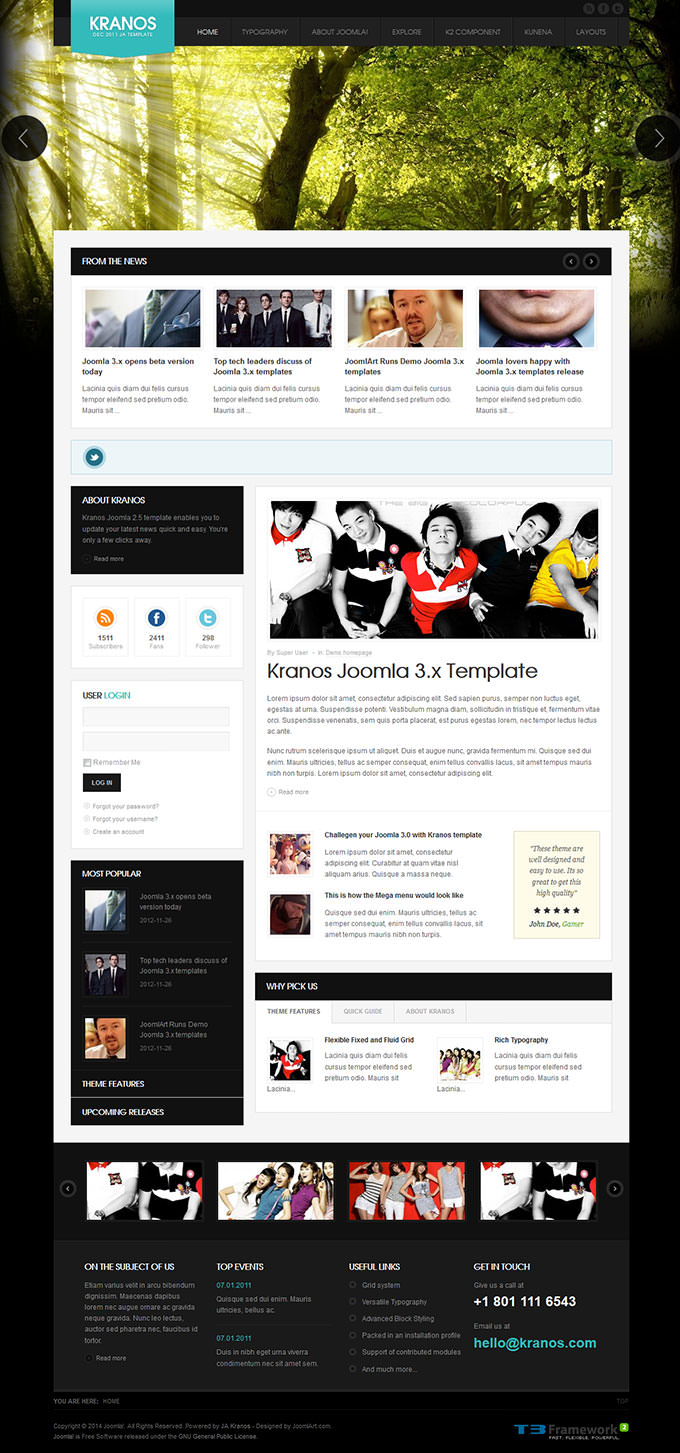 KRANOS
DEC 2011 JA TEMPLATE
HOME
TYPOGRAPHY
ABOUT JOOMLA!
EXPLORE
K2 COMPONENT
KUNENA
LAYOUTS
FROM THE NEWS
Joomla 3.x opens beta version
today
Lacinia quis diam dui felis cursus
tempor eleifend sed pretium odio.
Mauris sit ...
Top tech leaders discuss of
Joomla 3.x templates
Lacinia quis diam dui felis cursus
tempor eleifend sed pretium odio.
Mauris sit ...
JoomlArt Runs Demo Joomla 3.x
templates
Lacinia quis diam dui felis cursus
tempor eleifend sed pretium odio.
Mauris sit ...
Joomla lovers happy with
Joomla 3.x templates release
Lacinia quis diam dui felis cursus
tempor eleifend sed pretium odio.
Mauris sit ...
ABOUT KRANOS
Kranos Joomla 2.5 template enables you to
update your latest news quick and easy. You're
only a few clicks away.
Read more
1511
Subscribers
2411
Fans
298
Follower
USER LOGIN
Remember Me
LOG IN
Forgot your password?
Forgot your username?
Create an account
MOST POPULAR
Joomla 3.x opens beta
version today
2012-11-26
Top tech leaders discuss of
Joomla 3.x templates
2012-11-26
JoomlArt Runs Demo
Joomla 3.x templates
2012-11-26
THEME FEATURES
UPCOMING RELEASES
By Super User - In Demo homepage
Kranos Joomla 3.x Template
Lorem ipsum dolor sit amet, consectetur adipiscing elit. Sed sapien purus, semper non luctus eget,
egestas at urna. Suspendisse potenti. Vestibulum magna diam, sollicitudin in tristique et, fermentum vitae
orci. Suspendisse venenatis, sem quis porta placerat, est purus egestas lorem, nec tempor lectus lectus
ac ante.
Nunc rutrum scelerisque ipsum ut aliquet. Duis et augue nunc, gravida fermentum mi. Quisque sed dui
enim. Mauris ultricies, tellus ac semper consequat, enim tellus convallis lacus, sit amet tempus mauris
nibh non turpis. Lorem ipsum dolor sit amet, consectetur adipiscing elit.
Read more
Challegen your Joomla 3.0 with Kranos template
Lorem ipsum dolor sit amet, consectetur
adipiscing elit. Curabitur at quam vitae nisl
aliquam arius. Quisque a massa neque.
This is how the Mega menu would look like
Quisque sed dui enim. Mauris ultricies, tellus ac
semper consequat, enim tellus convallis lacus, sit
amet tempus mauris nibh non turpis.
"These theme are
well designed and
easy to use. Its so
great to get this
high quality"
John Doe, Gamer
WHY PICK US
THEME FEATURES
QUICK GUIDE
ABOUT KRANOS
Flexible Fixed and Fluid Grid
Lacinia quis diam dui felis
cursus tempor eleifend sed
pretium odio. Mauris sit
Lacinia...
Rich Typography
Lacinia quis diam dui felis
cursus tempor eleifend sed
pretium odio. Mauris sit
Lacinia...
ON THE SUBJECT OF US
Etiam varius velit in arcu bibendum
dignissim. Maecenas dapibus
lorem nec augue ornare ac gravida
neque gravida. Nunc leo lectus,
auctor sed pharetra nec, faucibus id
tortor.
Read more
TOP EVENTS
07.01.2011
Quisque sed dui enim. Mauris
ultricies, bellus ac.
07.01.2011
Duis in nibh eget urna viverra
condimentum nec sit amet sem.
USEFUL LINKS
Grid system
Versatile Typography
Advanced Block Styling
Packed in an installation profile
Support of contributed modules
And much more...
GET IN TOUCH
Give us a call at
+1 801 111 6543
Email us at
hello@kranos.com
YOU ARE HERE: HOME
TOP
Copyright © 2014 Joomla!. All Rights Reserved. Powered by JA Kranos - Designed by JoomlArt.com.
Joomla! is Free Software released under the GNU General Public License.
T3 Framework 3
FAST. FLEXIBLE. POWERFUL.